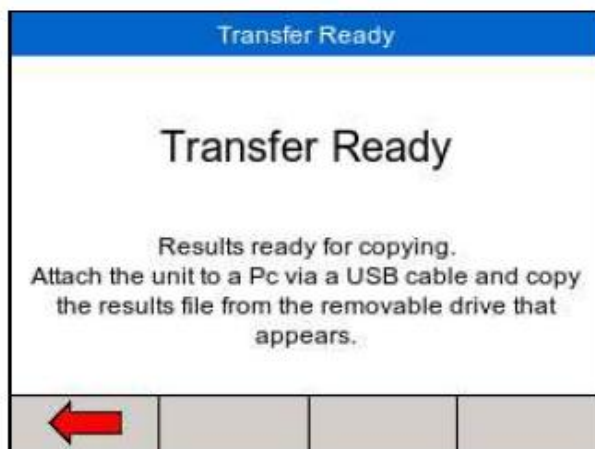 Transfer Ready
Transfer Ready
Results ready for copying.
Attach the unit to a Pc via a USB cable and copy
the results file from the removable drive that
appears.